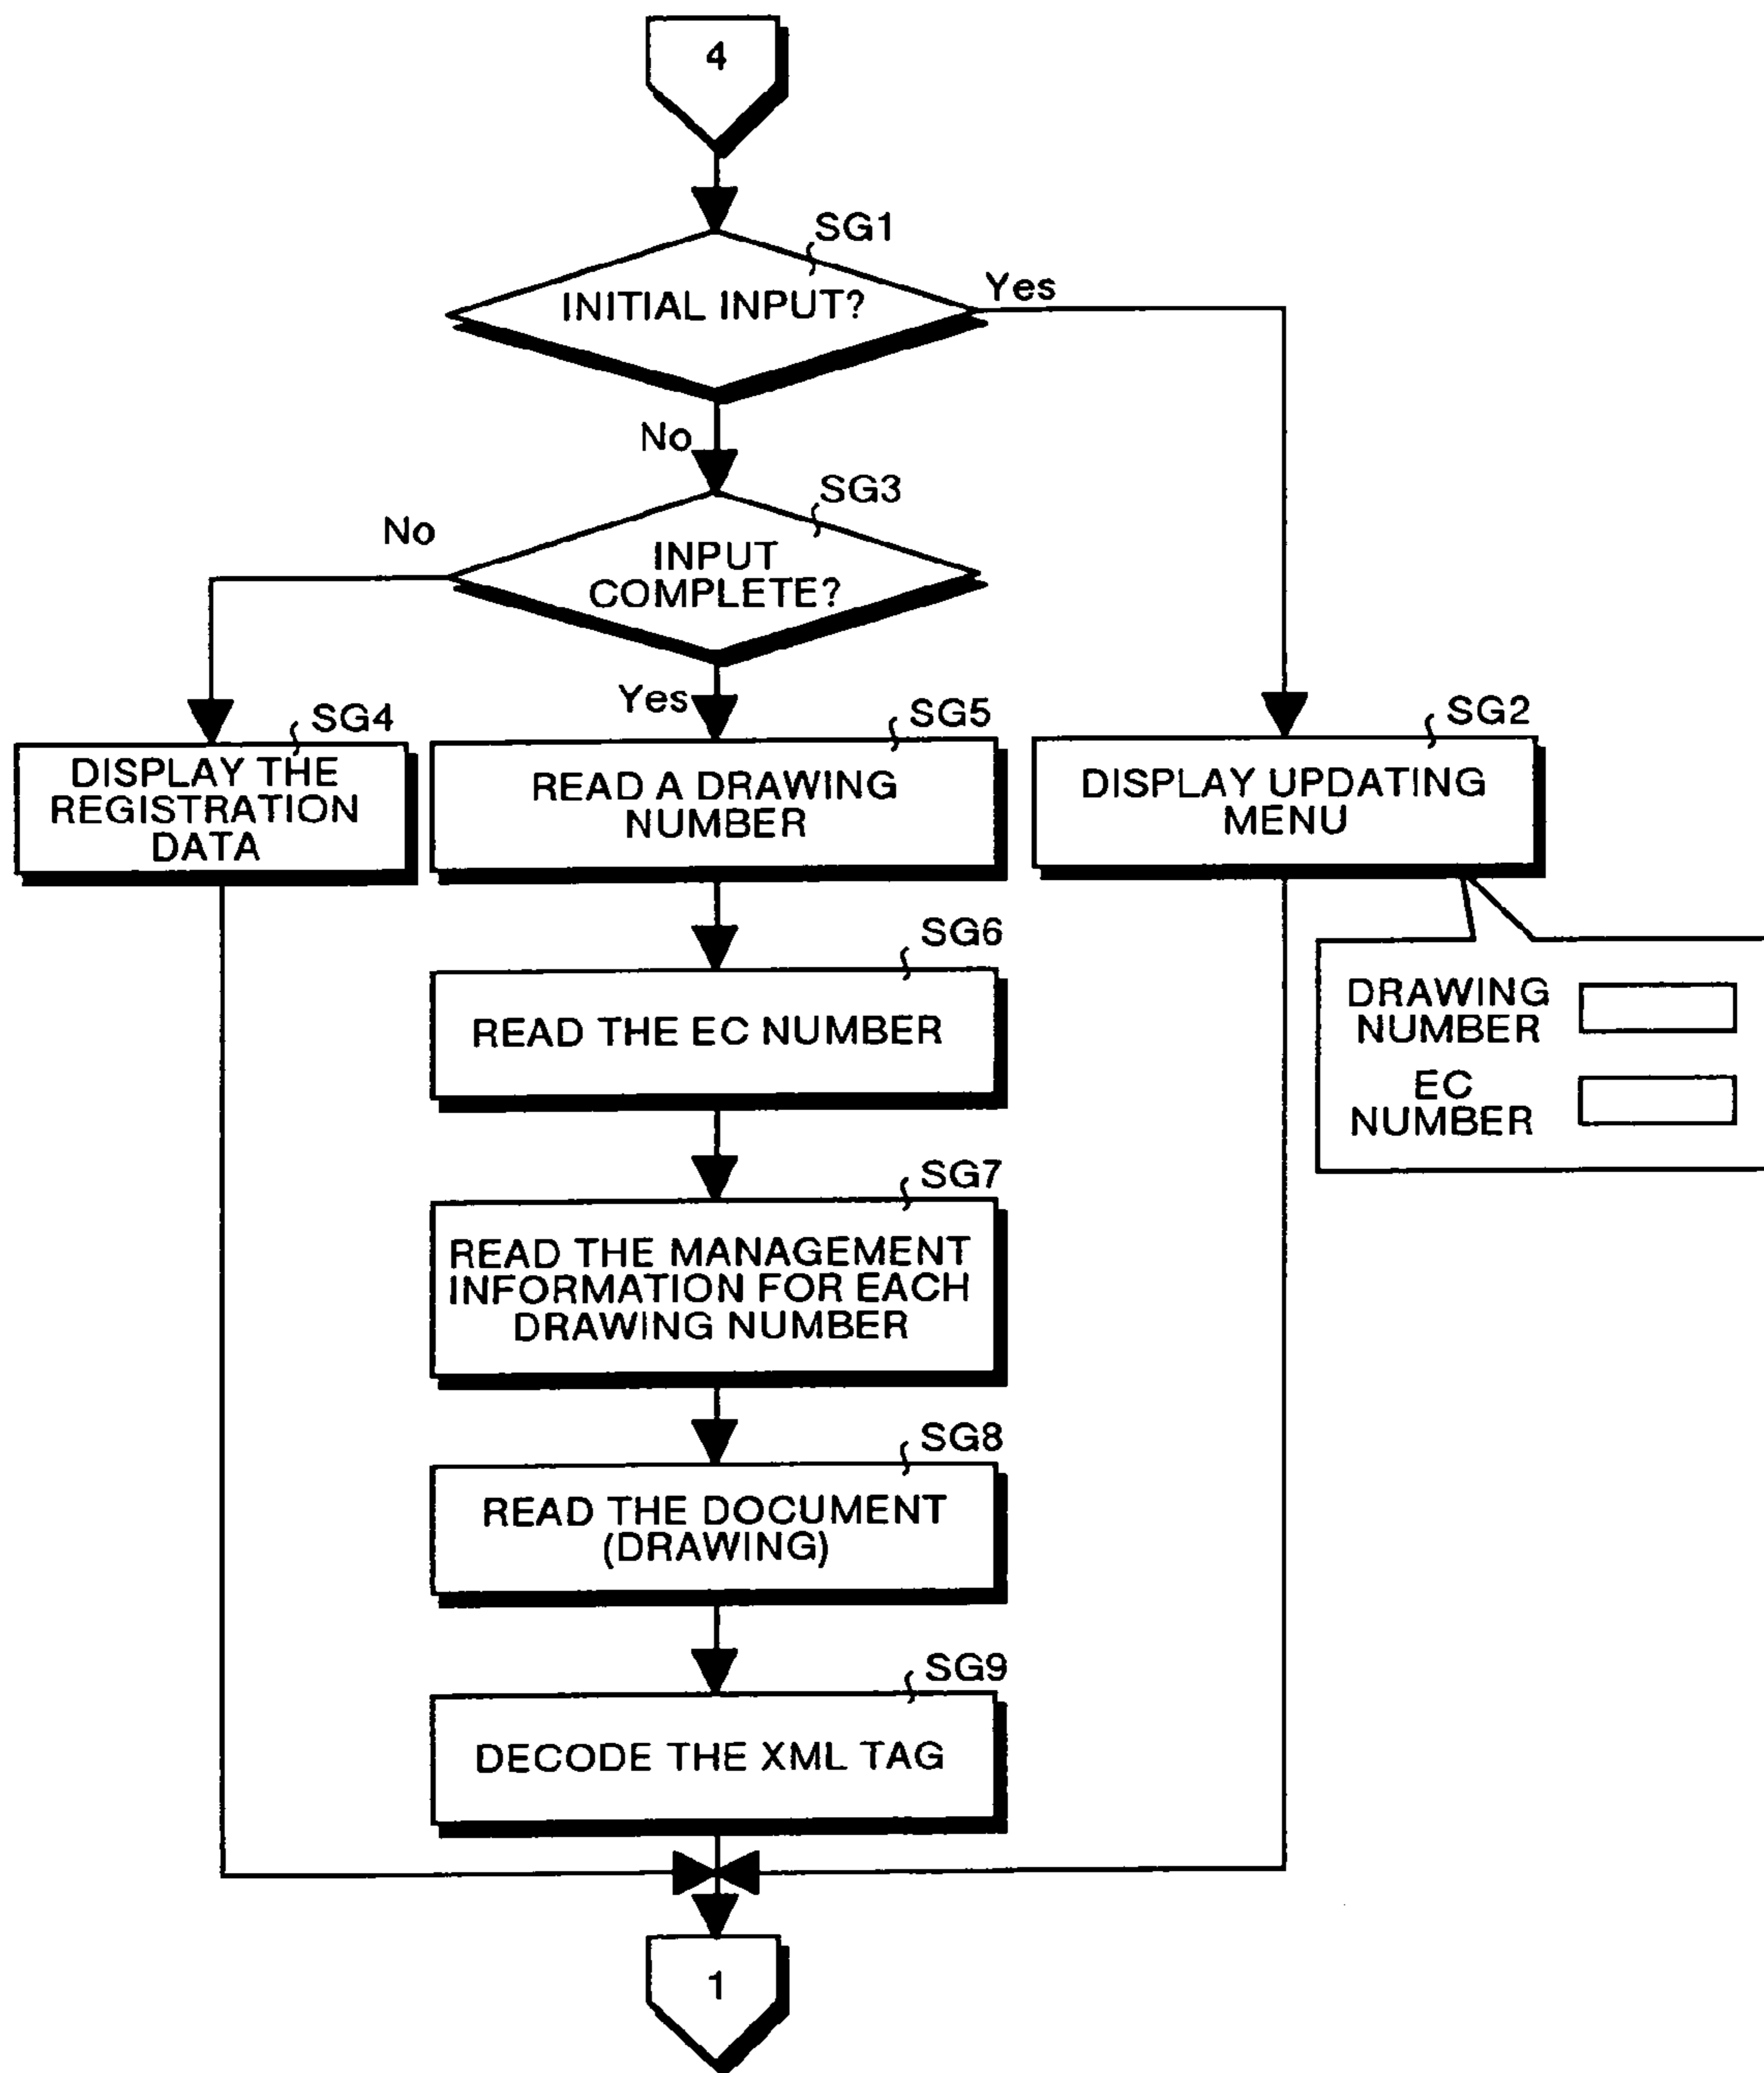 4
SG1
INITIAL INPUT?
Yes
No
SG3
No
INPUT
COMPLETE?
Yes
SG4
DISPLAY THE
REGISTRATION
DATA
SG5
READ A DRAWING
NUMBER
SG2
DISPLAY UPDATING
MENU
DRAWING
NUMBER
EC
NUMBER
SG6
READ THE EC NUMBER
SG7
READ THE MANAGEMENT
INFORMATION FOR EACH
DRAWING NUMBER
SG8
READ THE DOCUMENT
(DRAWING)
SG9
DECODE THE XML TAG
1